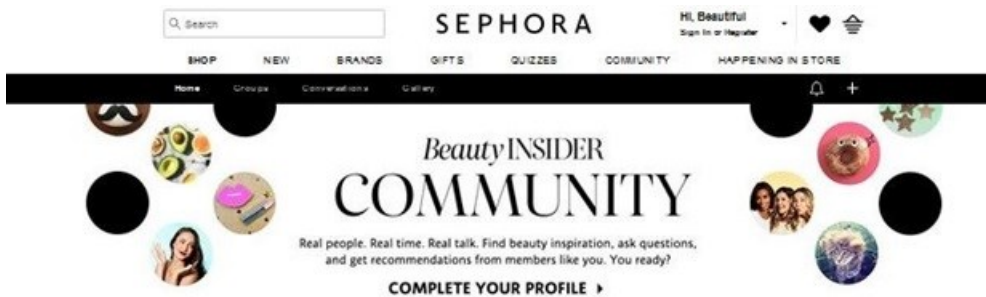 Search
SEPHORA
Hi, Beautiful
Sign In or Register
SHOP NEW BRANDS GIFTS QUIZZES COMMUNITY HAPPENING IN STORE
Home Groups Conversations Gallery
Beauty INSIDER
COMMUNITY
Real people. Real time. Real talk. Find beauty inspiration, ask questions,
and get recommendations from members like you. You ready?
COMPLETE YOUR PROFILE